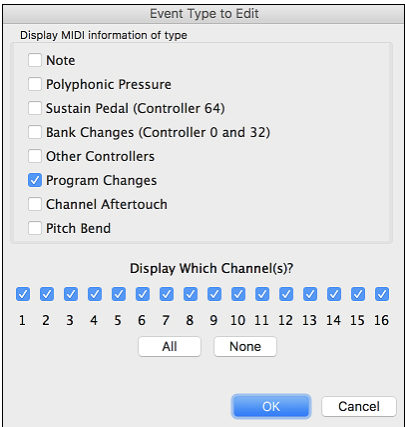 Event Type to Edit
Display MIDI information of type
Note
Polyphonic Pressure
Sustain Pedal (Controller 64)
Bank Changes (Controller 0 and 32)
Other Controllers
Program Changes
Channel Aftertouch
Pitch Bend
Display Which Channel(s)?
1 2 3 4 5 6 7 8 9 10 11 12 13 14 15 16
All None
OK Cancel